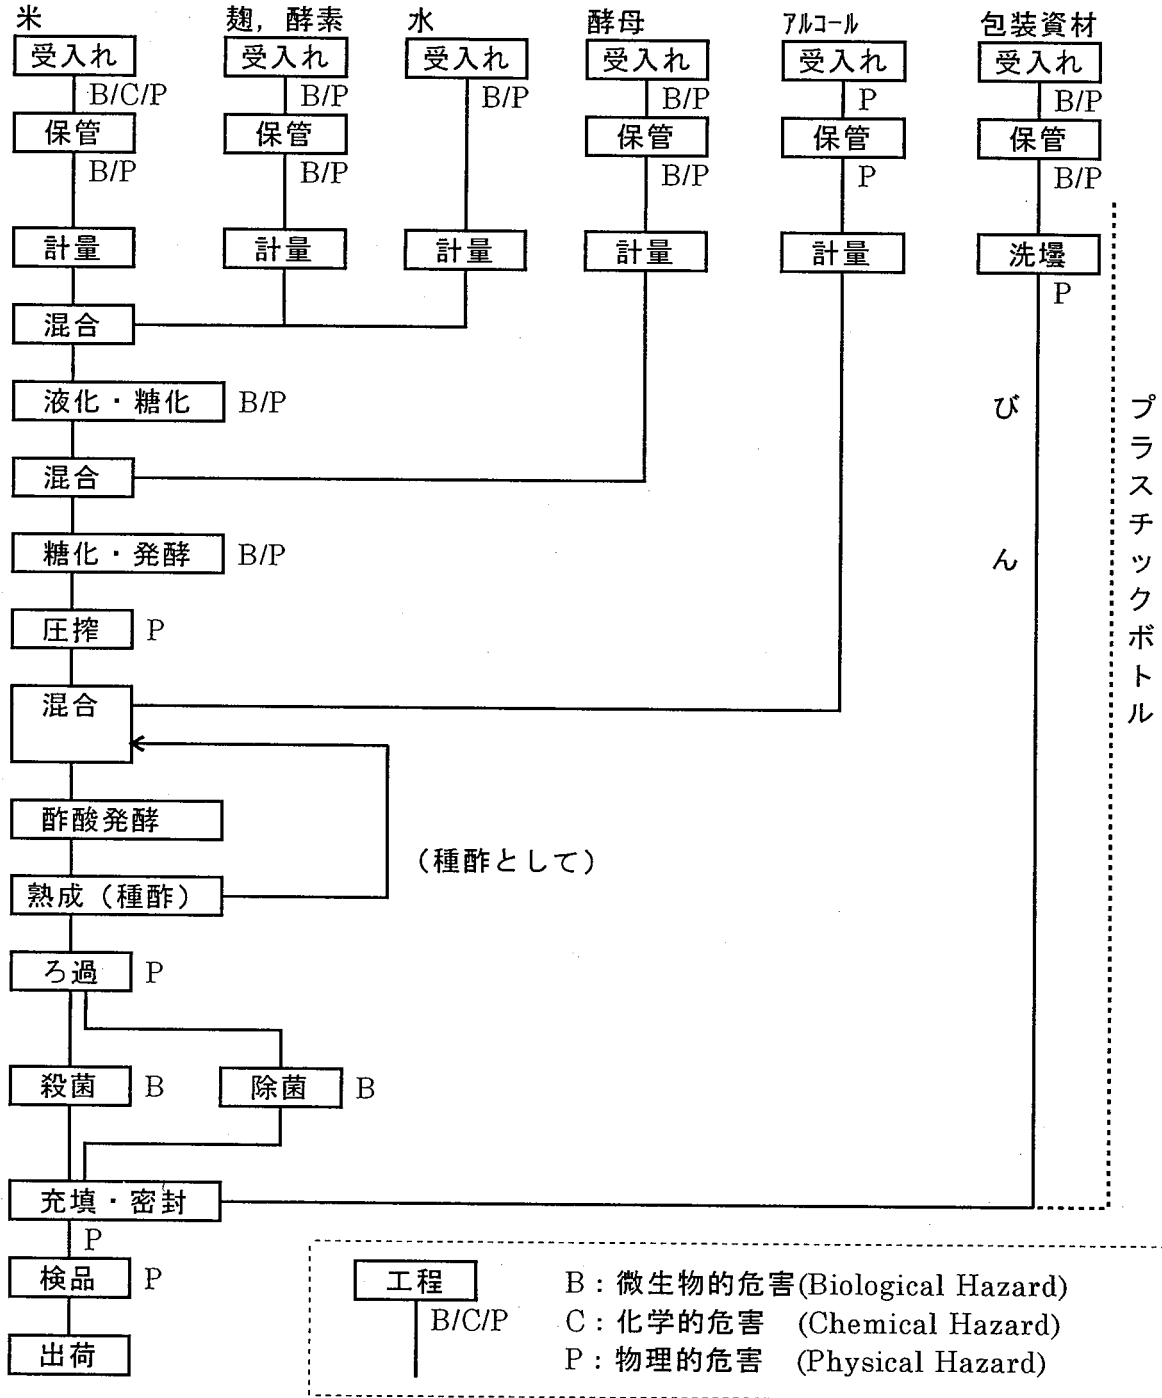 米 麹，酵素 水 酵母 アルコール 包装資材
受入れ 受入れ 受入れ 受入れ 受入れ 受入れ
B/C/P B/P B/P B/P P B/P
保管 保管 保管 保管 保管
B/P B/P B/P P B/P
計量 計量 計量 計量 計量 洗壜
P
混合
液化・糖化 B/P
混合
糖化・発酵 B/P
圧搾 P
混合
びん
プラスチックボトル
酢酸発酵
（種酢として）
熟成（種酢）
ろ過 P
殺菌 B 除菌 B
充填・密封
P
検品 P
出荷
工程
B/C/P
B：微生物的危害(Biological Hazard)
C：化学的危害 (Chemical Hazard)
P：物理的危害 (Physical Hazard)